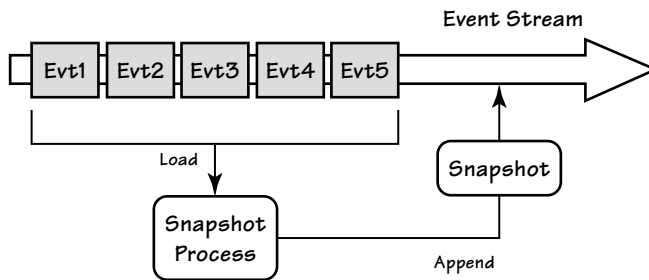 Event Stream
Evt1 Evt2 Evt3 Evt4 Evt5
Load
Snapshot
Snapshot
Process
Append